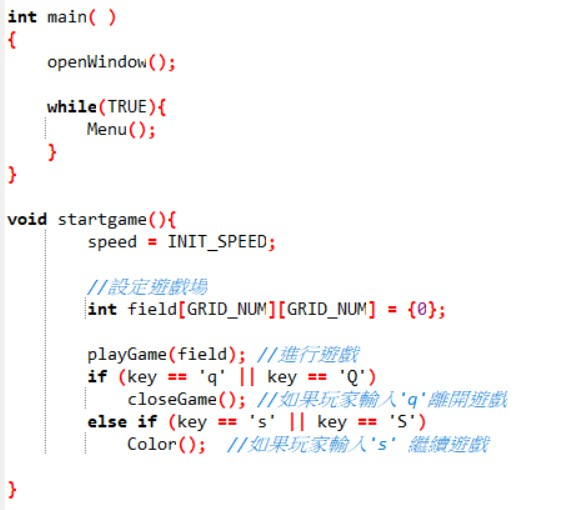 int main( )
{
openWindow();
while(TRUE){
Menu();
}
}
void startgame(){
speed = INIT_SPEED;
//設定遊戲場
int field[GRID_NUM][GRID_NUM] = {0};
playGame(field); //進行遊戲
if (key == 'q' || key == 'Q')
closeGame(); //如果玩家輸入'q'離開遊戲
else if (key == 's' || key == 'S')
Color();  //如果玩家輸入's' 繼續遊戲
}